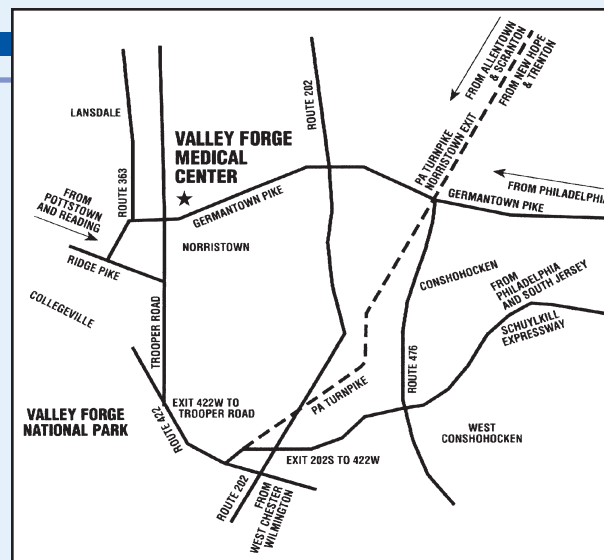 LANSDALE
ROUTE 363
VALLEY FORGE
MEDICAL
CENTER
ROUTE 202
FROM ALLENTOWN
& SCRANTON
FROM NEW HOPE
& TRENTON
PA TURNPIKE
NORRISTOWN EXIT
FROM PHILADELPHIA
GERMANTOWN PIKE
FROM
POTTSTOWN
AND READING
GERMANTOWN PIKE
NORRISTOWN
RIDGE PIKE
COLLEGEVILLE
TROOPER ROAD
CONSHOHOCKEN
FROM
PHILADELPHIA
AND SOUTH JERSEY
SCHUYLKILL
EXPRESSWAY
ROUTE 476
PA TURNPIKE
EXIT 422W TO
TROOPER ROAD
VALLEY FORGE
NATIONAL PARK
ROUTE 422
WEST
CONSHOHOCKEN
EXIT 202S TO 422W
ROUTE 202
FROM
WEST CHESTER
WILMINGTON